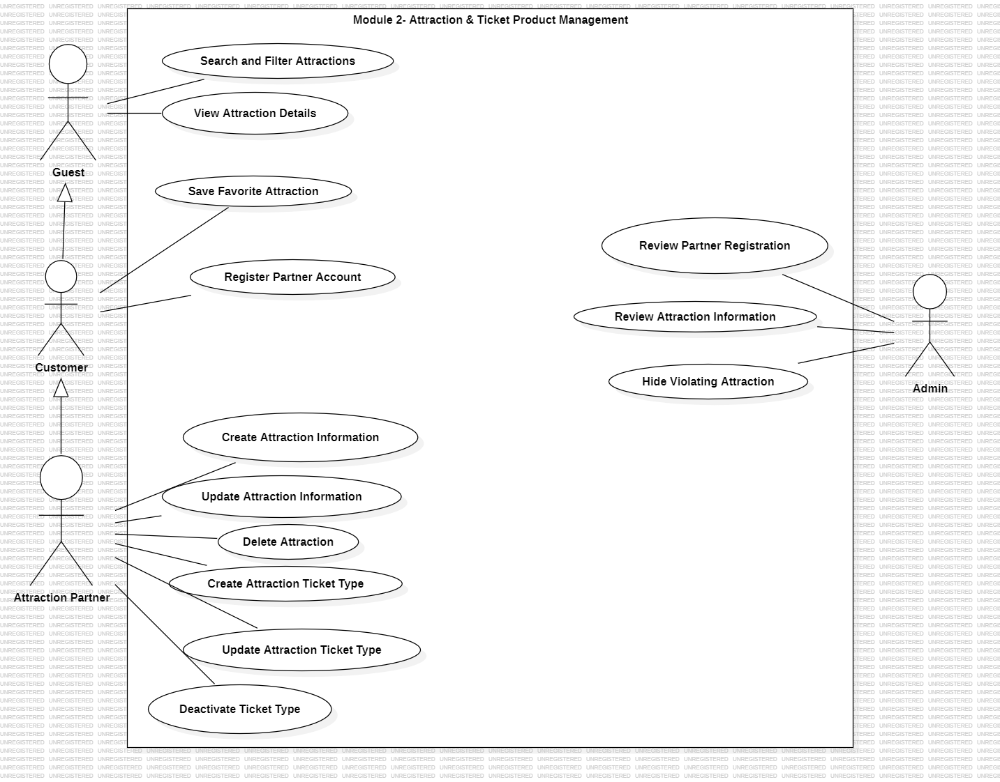 Module 2- Attraction & Ticket Product Management
Search and Filter Attractions
View Attraction Details
Guest
Save Favorite Attraction
Register Partner Account
Customer
Review Partner Registration
Review Attraction Information
Hide Violating Attraction
Admin
Create Attraction Information
Update Attraction Information
Delete Attraction
Create Attraction Ticket Type
Attraction Partner
Update Attraction Ticket Type
Deactivate Ticket Type
UNREGISTERED